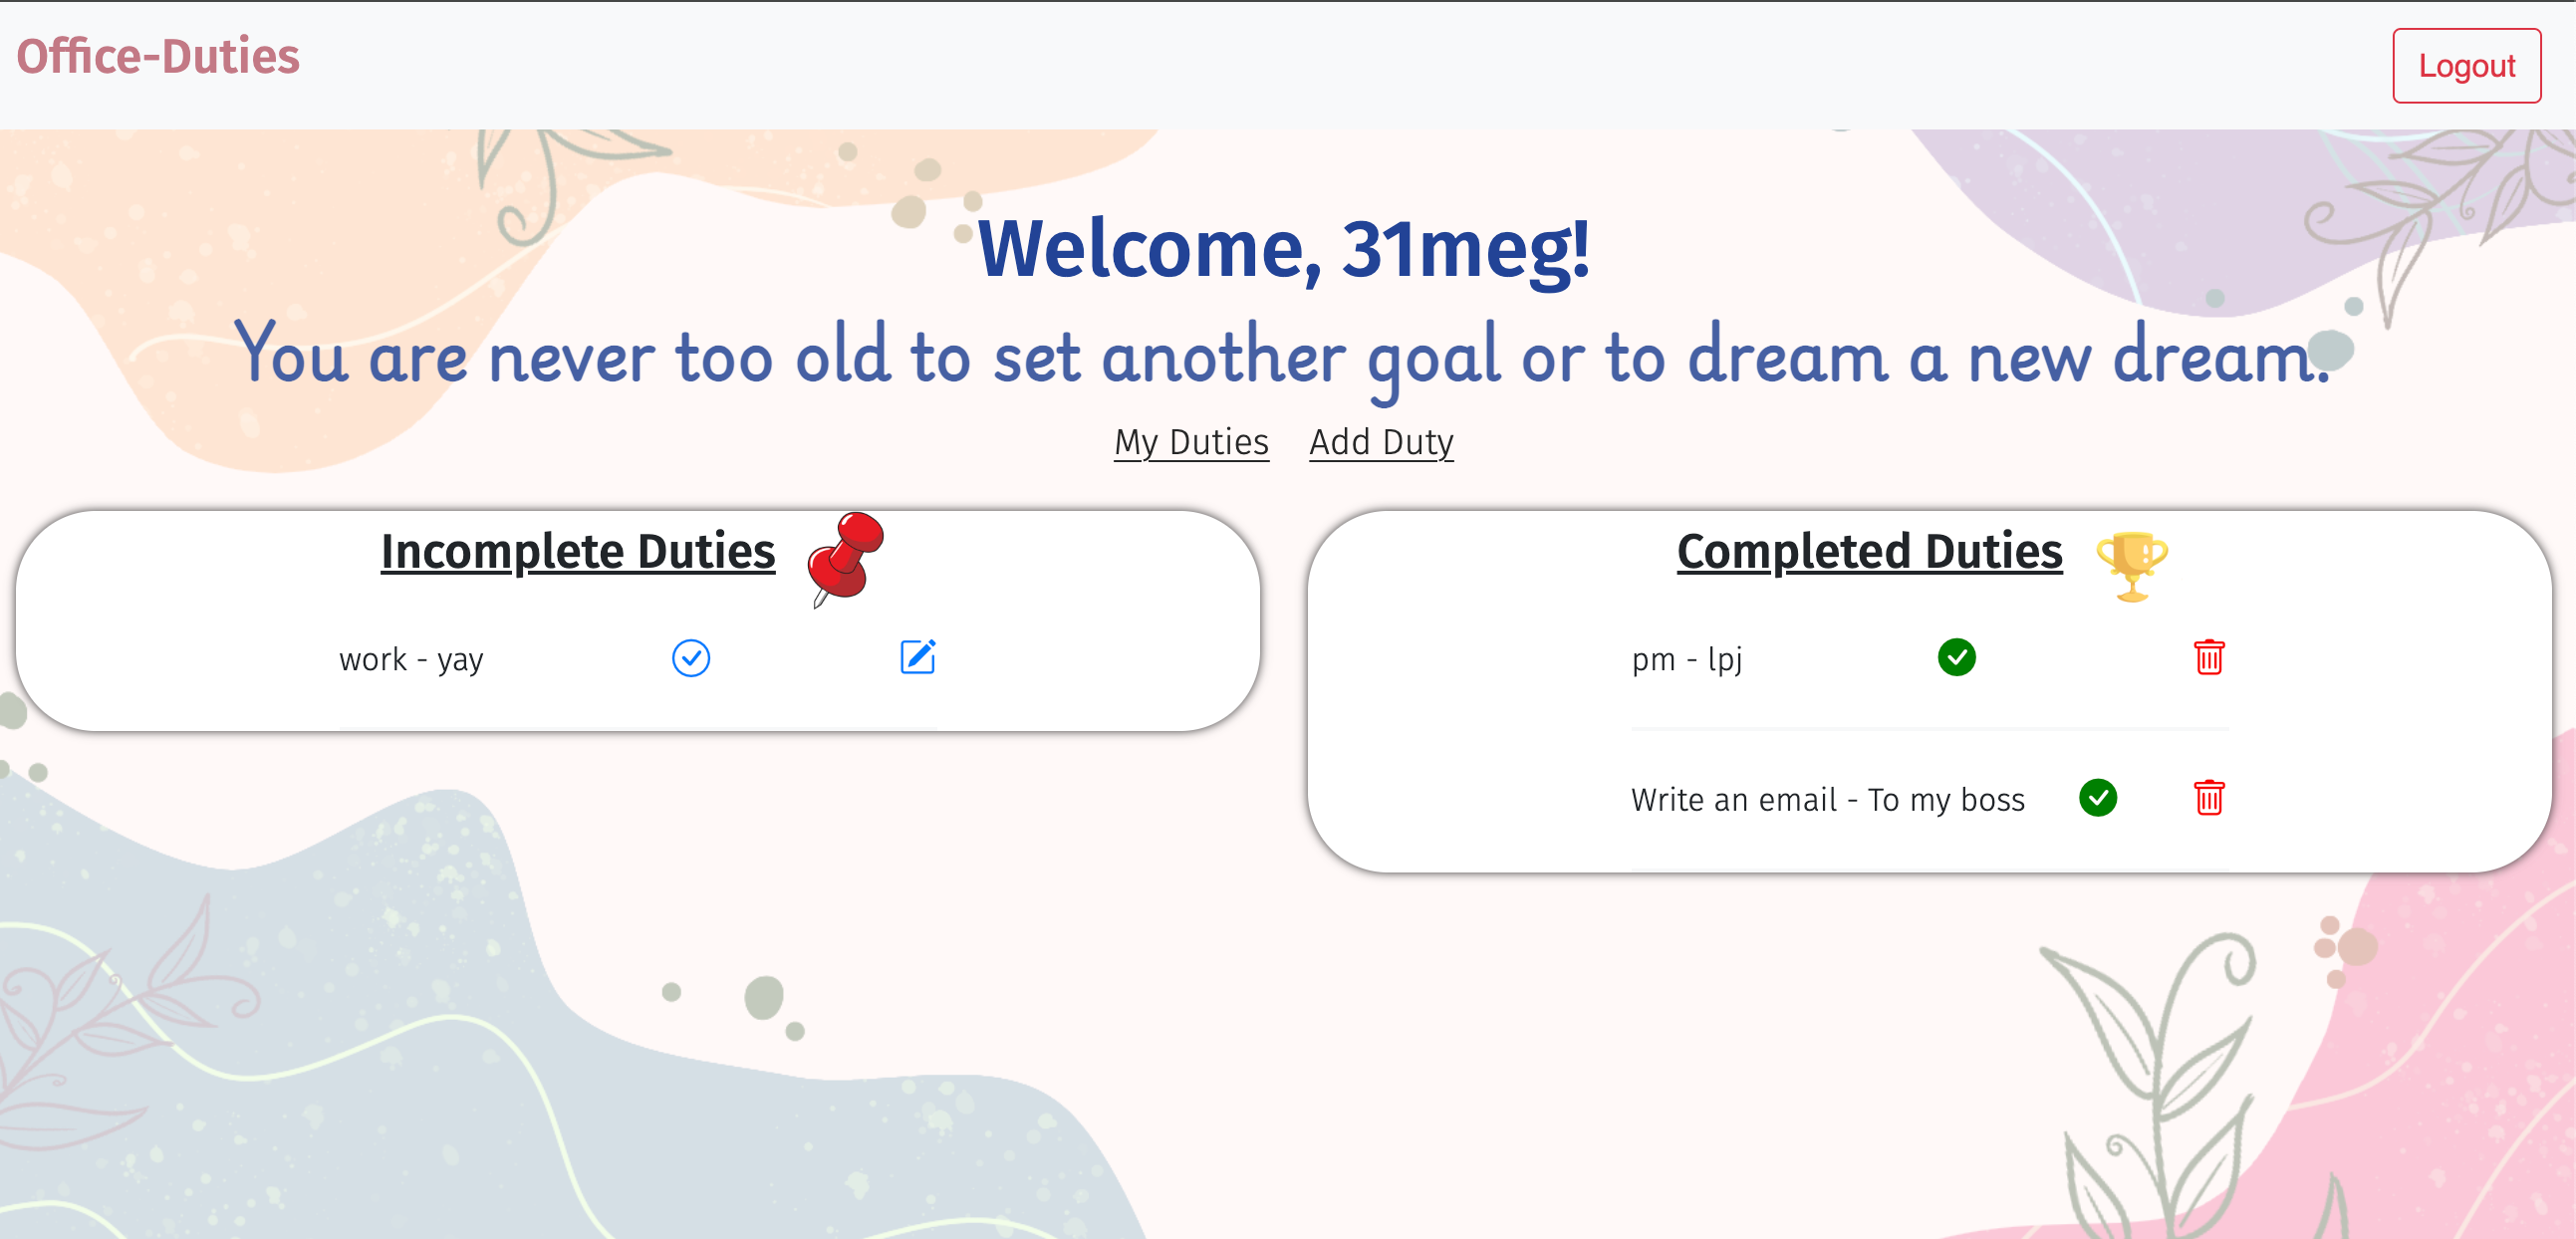 Office-Duties
Logout
Welcome, 31meg!
You are never too old to set another goal or to dream a new dream.
My Duties Add Duty
Incomplete Duties
work - yay
Completed Duties
pm - lpj
Write an email - To my boss